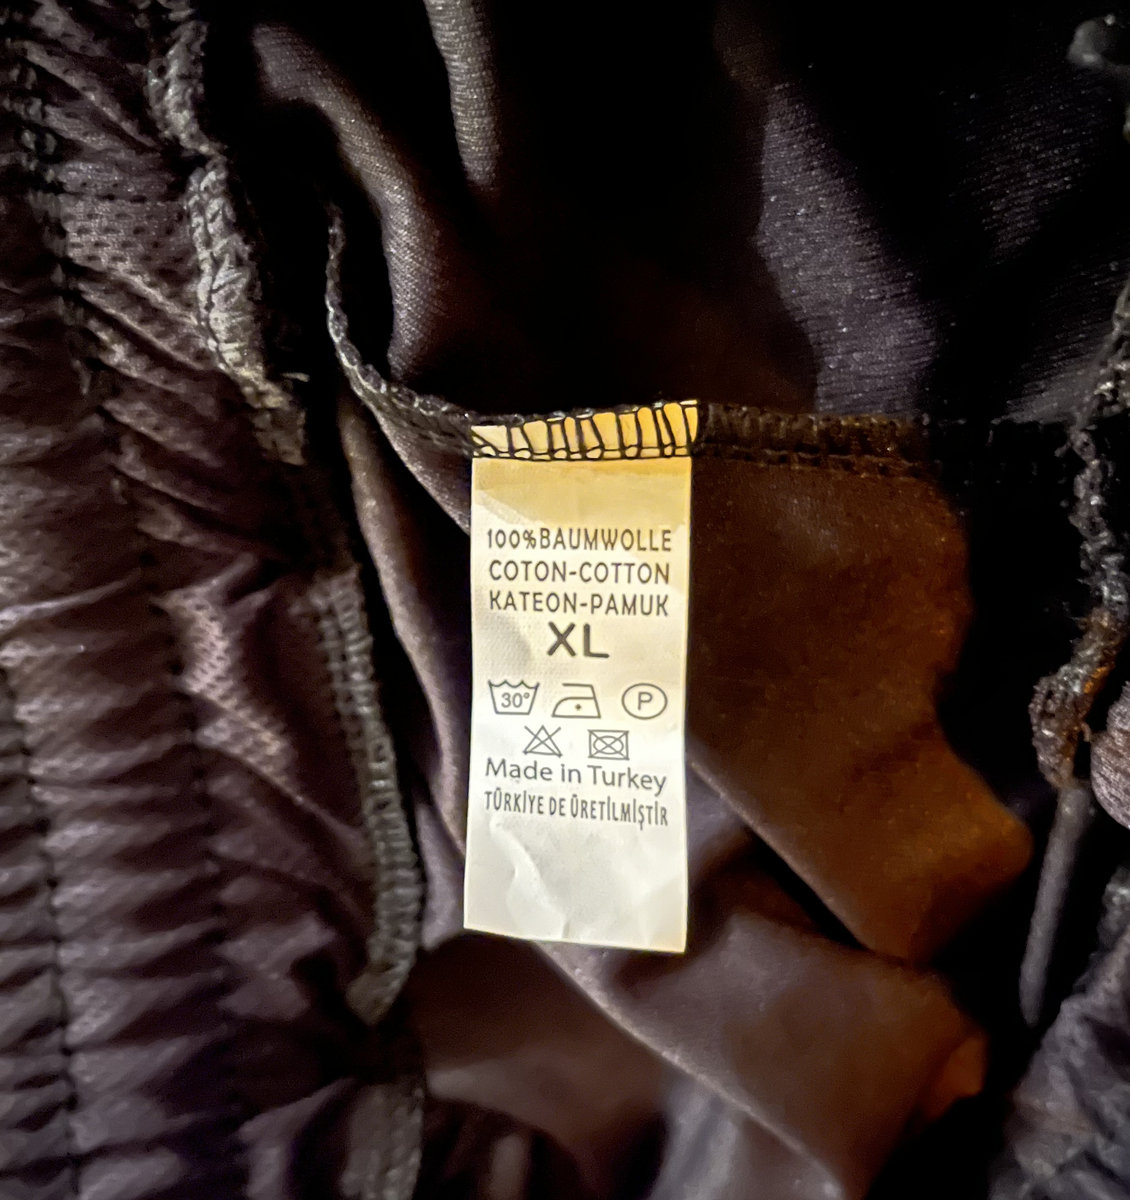 100%BAUMWOLLE
COTON-COTTON
KATEON-PAMUK
XL
30° P
Made in Turkey
TÜRKİYE DE ÜRETİLMİŞTİR